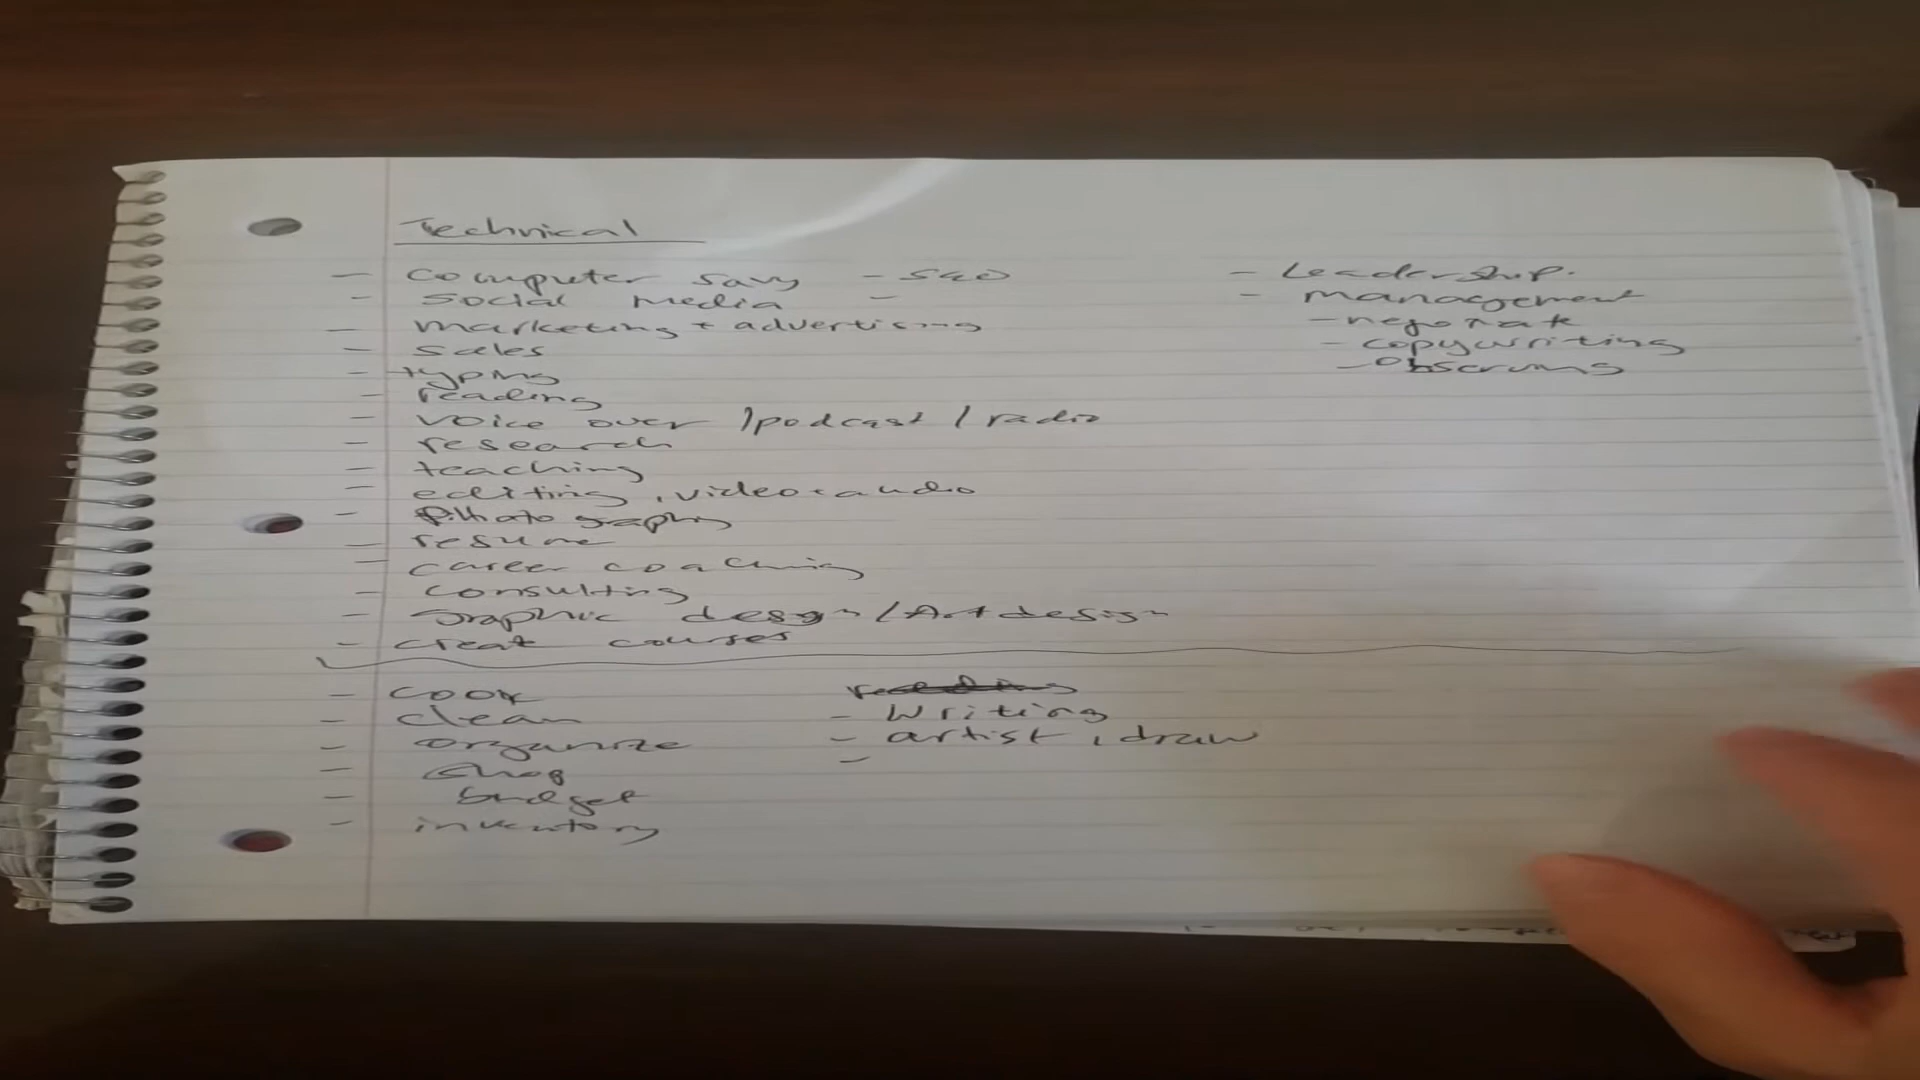 Technical
- computer savy - SEO
- social media -
- marketing + advertising
- sales
- typing
- reading
- voice over /podcast / radio
- research
- teaching
- editing, video + audio
- photography
- resume
- career coaching
- consulting
- Graphic design / Art design
- creat courses
- Leadership.
- management
- negotiate
- copywriting
- cook
- clean
- organize
- shop
- budget
- inventory
- writing
- artist, draw
-